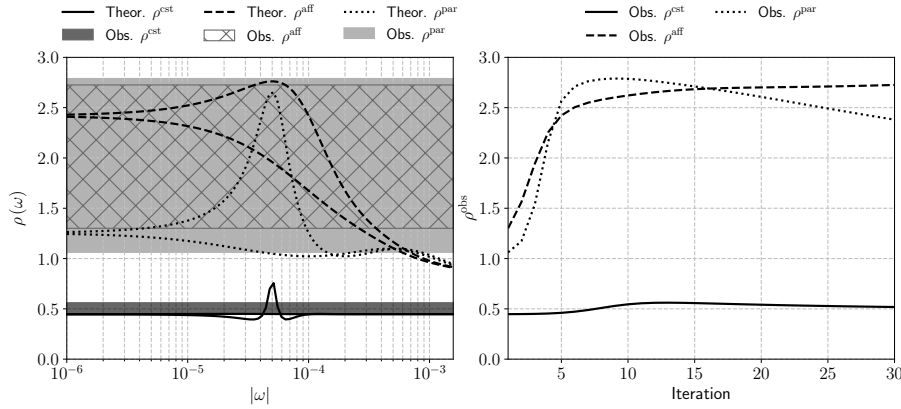 Theor. ρ^cst
Theor. ρ^aff
Theor. ρ^par
Obs. ρ^cst
Obs. ρ^aff
Obs. ρ^par
3.0
2.5
2.0
1.5
1.0
0.5
0.0
ρ (ω)
10^−6
10^−5
10^−4
10^−3
|ω|
Obs. ρ^cst
Obs. ρ^par
Obs. ρ^aff
3.0
2.5
2.0
1.5
1.0
0.5
0.0
ρ^obs
5
10
15
20
25
30
Iteration